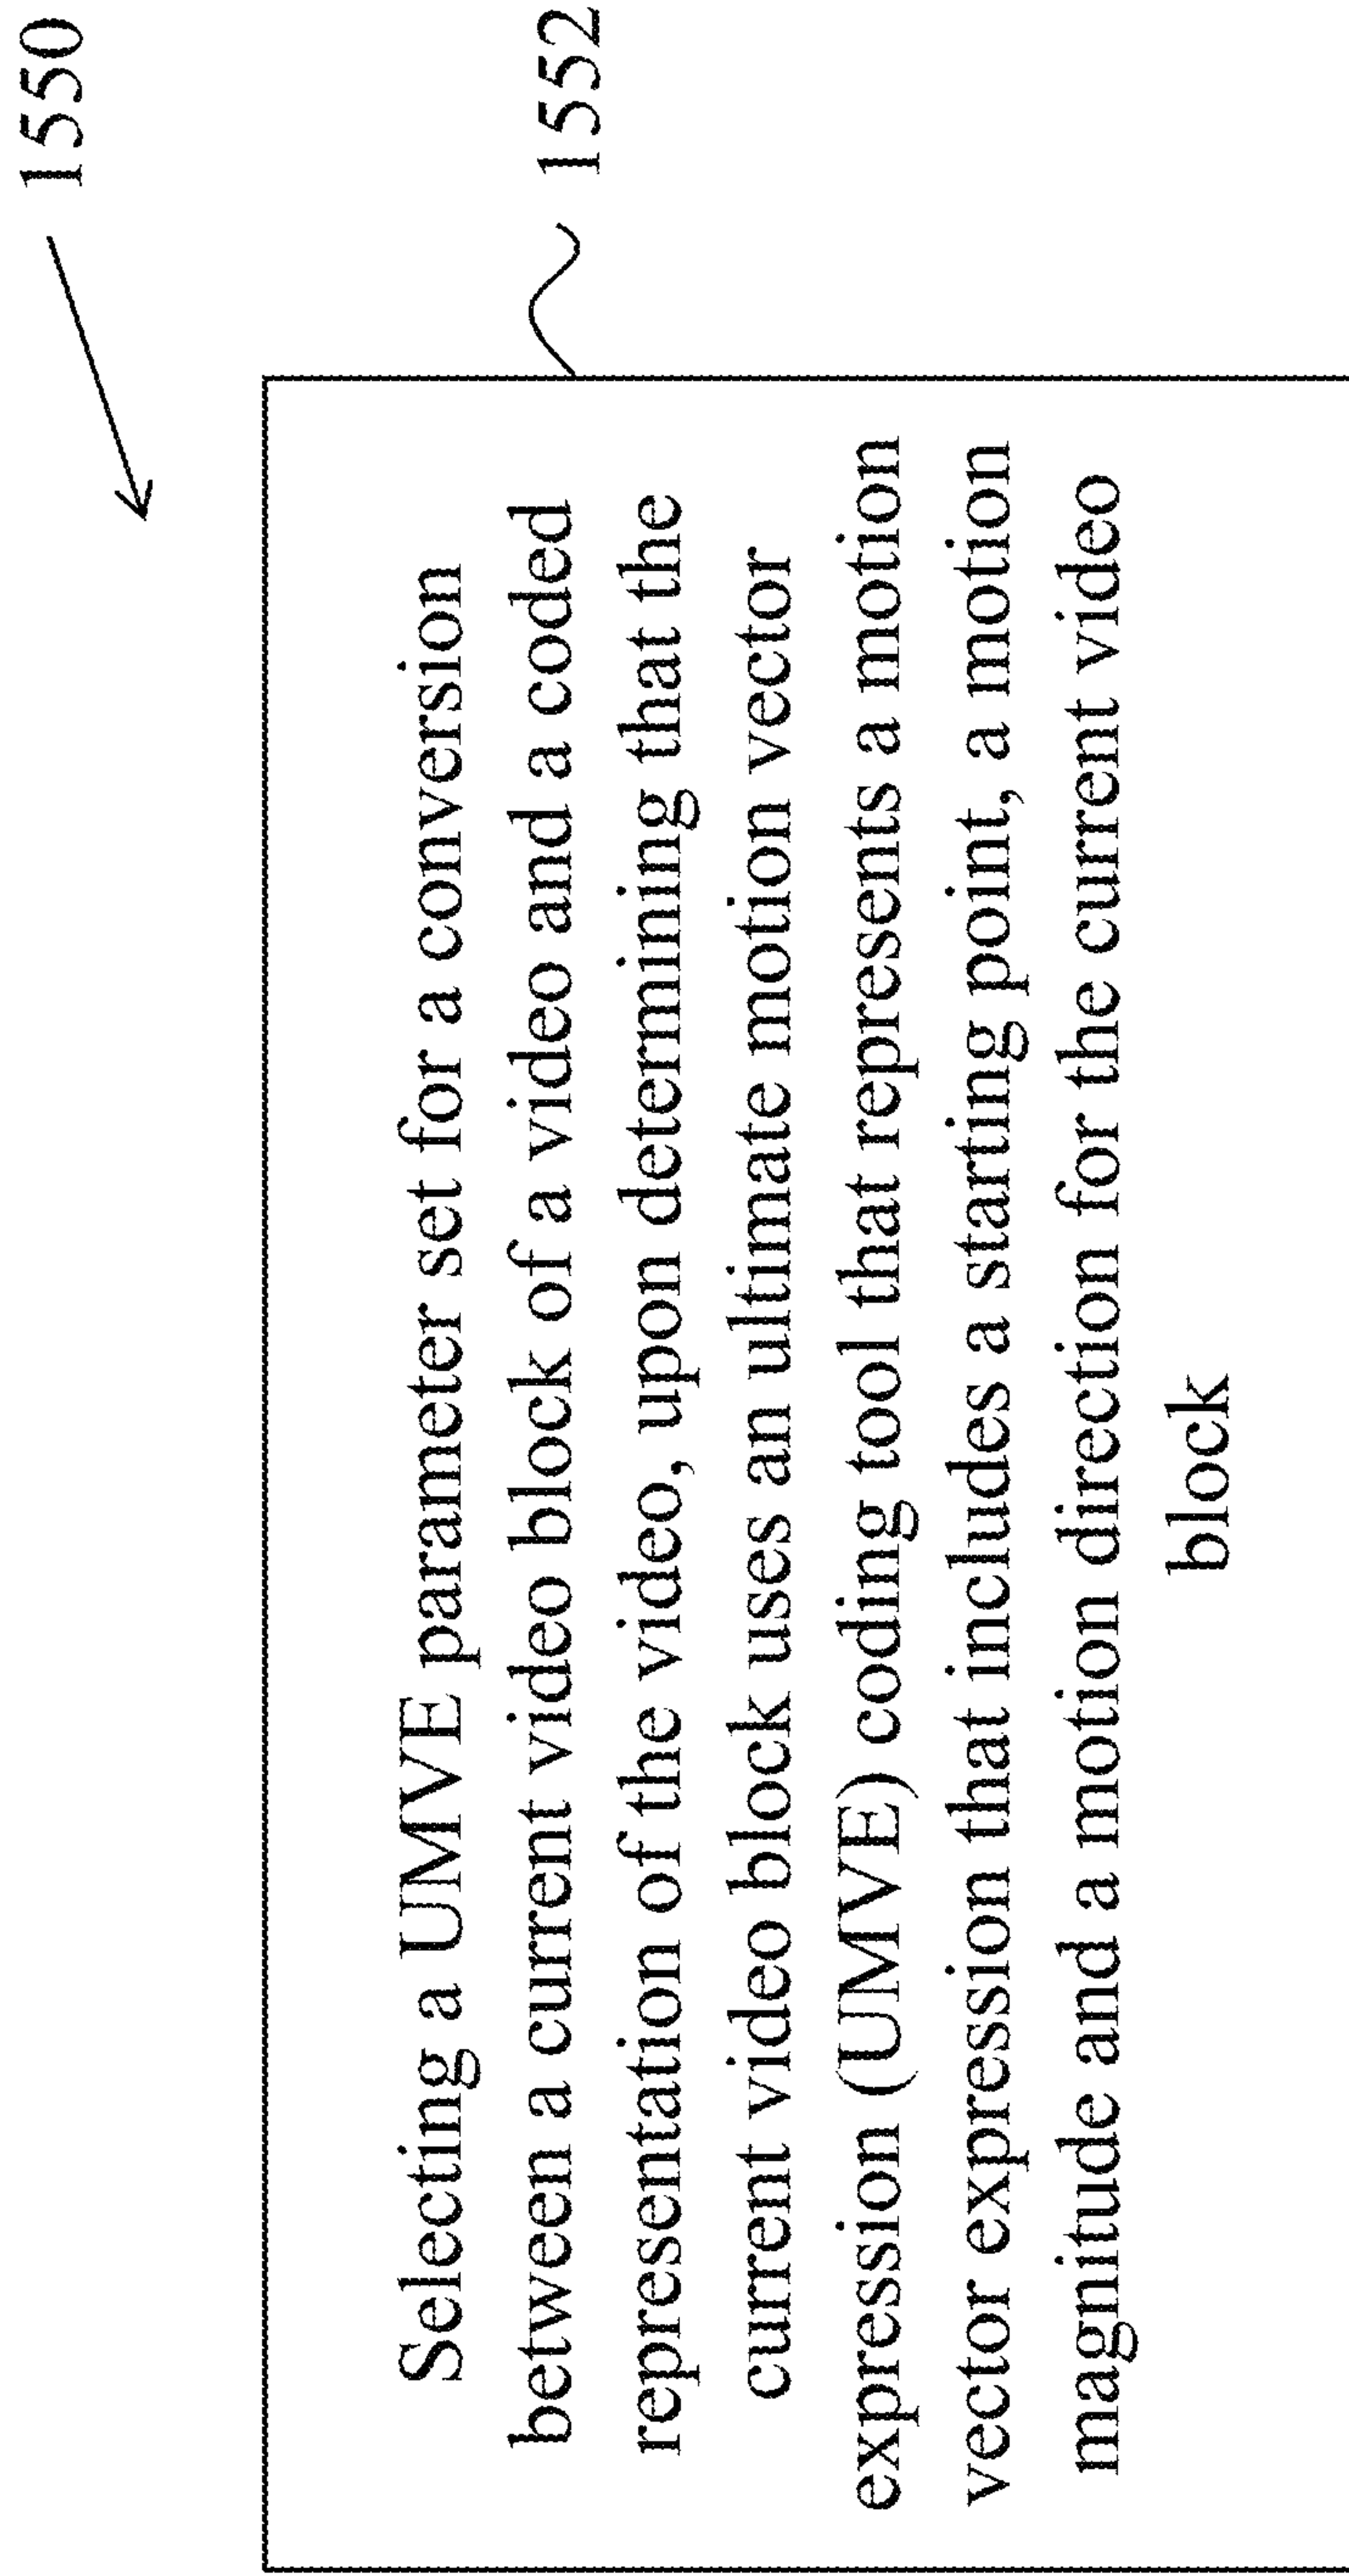 1550
1552
Selecting a UMVE parameter set for a conversion
between a current video block of a video and a coded
representation of the video, upon determining that the
current video block uses an ultimate motion vector
expression (UMVE) coding tool that represents a motion
vector expression that includes a starting point, a motion
magnitude and a motion direction for the current video
block